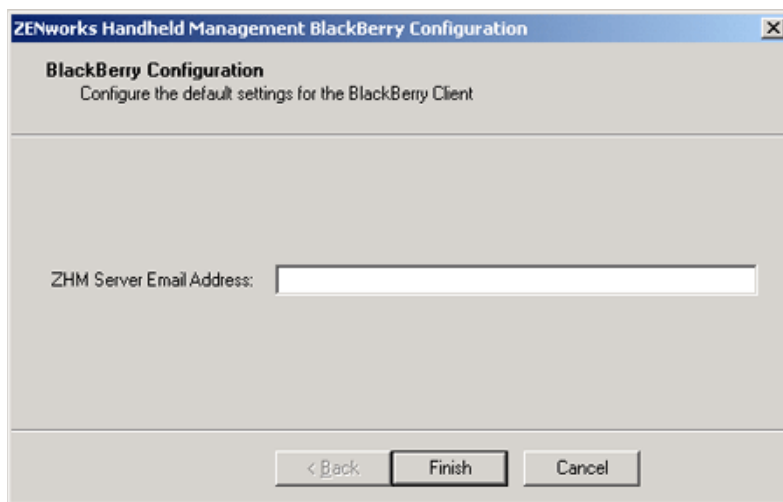 ZENworks Handheld Management BlackBerry Configuration
BlackBerry Configuration
Configure the default settings for the BlackBerry Client
ZHM Server Email Address:
< Back
Finish
Cancel